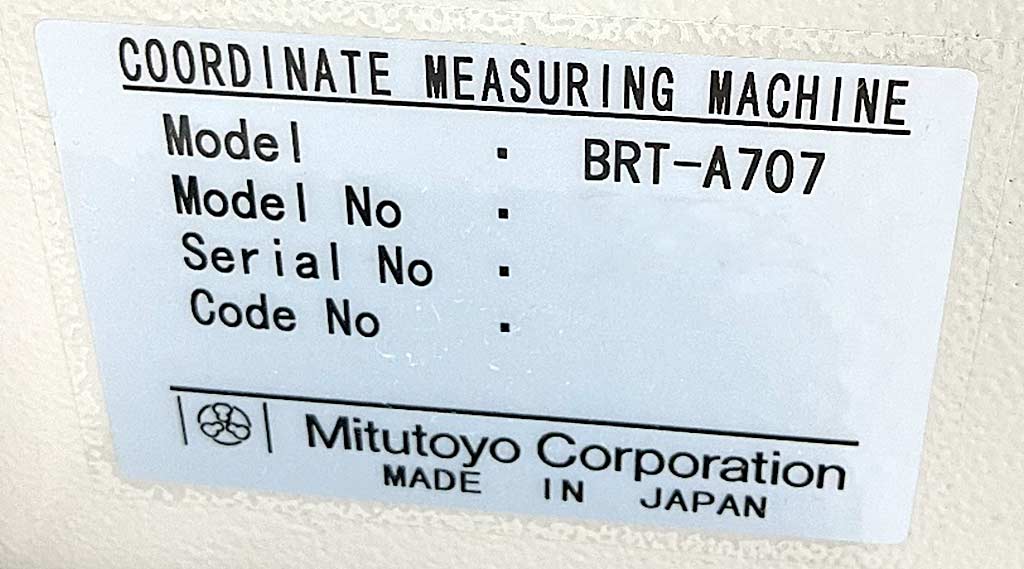 COORDINATE MEASURING MACHINE
Model · BRT-A707
Model No ·
Serial No ·
Code No ·
Mitutoyo Corporation
MADE IN JAPAN